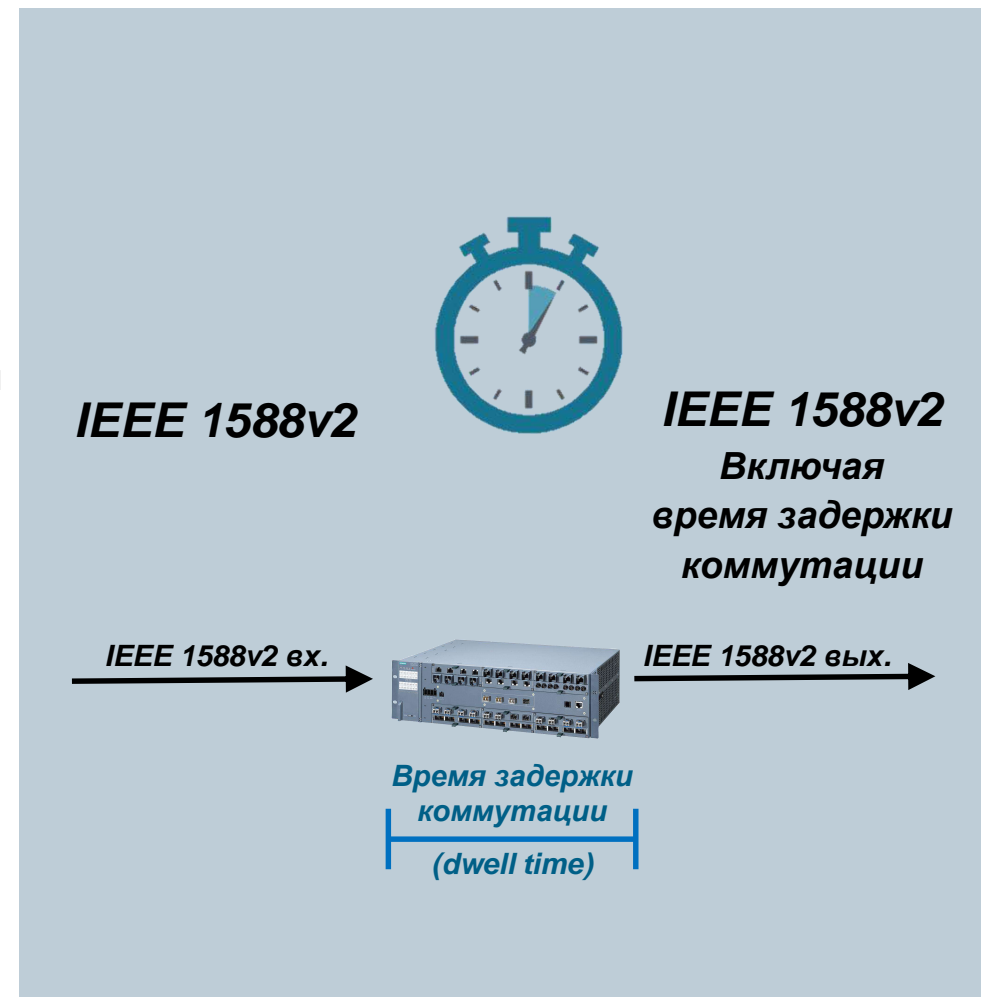 IEEE 1588v2
IEEE 1588v2
Включая
время задержки
коммутации
IEEE 1588v2 вх.
IEEE 1588v2 вых.
Время задержки
коммутации
(dwell time)